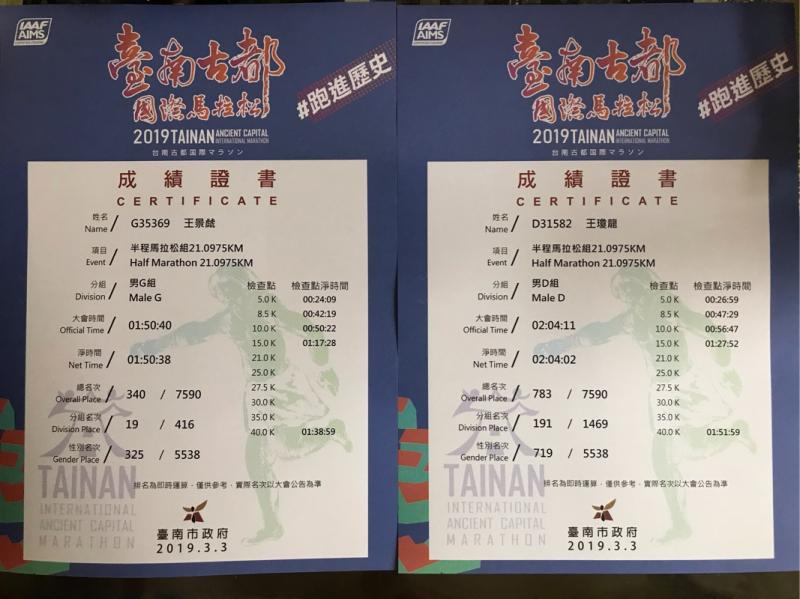 IAAF
AIMS
臺南古都
國際馬拉松
#跑進歷史
2019 TAINAN ANCIENT CAPITAL
INTERNATIONAL MARATHON
台南古都国際マラソン
成績證書
CERTIFICATE
姓名
Name / G35369 王景虤
項目 半程馬拉松組21.0975KM
Event / Half Marathon 21.0975KM
分組 男G組
Division / Male G
大會時間
Official Time / 01:50:40
淨時間
Net Time / 01:50:38
總名次
Overall Place / 340 / 7590
分組名次
Division Place / 19 / 416
性別名次
Gender Place / 325 / 5538
檢查點 檢查點淨時間
5.0 K 00:24:09
8.5 K 00:42:19
10.0 K 00:50:22
15.0 K 01:17:28
21.0 K
25.0 K
27.5 K
30.0 K
35.0 K
40.0 K 01:38:59
排名為即時運算，僅供參考，實際名次以大會公告為準
TAINAN
INTERNATIONAL
ANCIENT CAPITAL
MARATHON
臺南市政府
2019.3.3
IAAF
AIMS
臺南古都
國際馬拉松
#跑進歷史
2019 TAINAN ANCIENT CAPITAL
INTERNATIONAL MARATHON
台南古都国際マラソン
成績證書
CERTIFICATE
姓名
Name / D31582 王瓊龍
項目 半程馬拉松組21.0975KM
Event / Half Marathon 21.0975KM
分組 男D組
Division / Male D
大會時間
Official Time / 02:04:11
淨時間
Net Time / 02:04:02
總名次
Overall Place / 783 / 7590
分組名次
Division Place / 191 / 1469
性別名次
Gender Place / 719 / 5538
檢查點 檢查點淨時間
5.0 K 00:26:59
8.5 K 00:47:29
10.0 K 00:56:47
15.0 K 01:27:52
21.0 K
25.0 K
27.5 K
30.0 K
35.0 K
40.0 K 01:51:59
排名為即時運算，僅供參考，實際名次以大會公告為準
TAINAN
INTERNATIONAL
ANCIENT CAPITAL
MARATHON
臺南市政府
2019.3.3